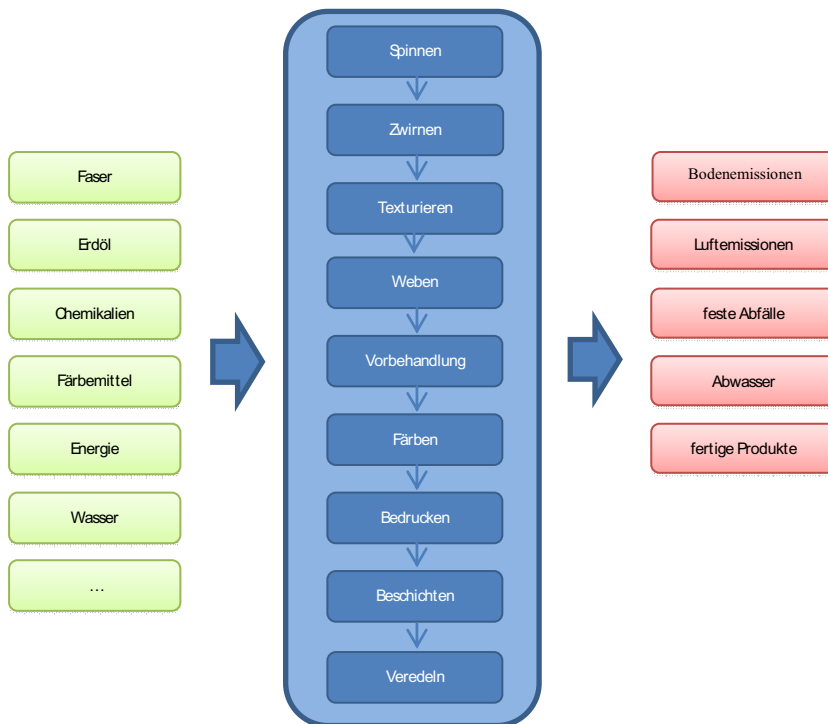 Faser
Erdöl
Chemikalien
Färbemittel
Energie
Wasser
...
Spinnen
Zwirnen
Texturieren
Weben
Vorbehandlung
Färben
Bedrucken
Beschichten
Veredeln
Bodenemissionen
Luftemissionen
feste Abfälle
Abwasser
fertige Produkte